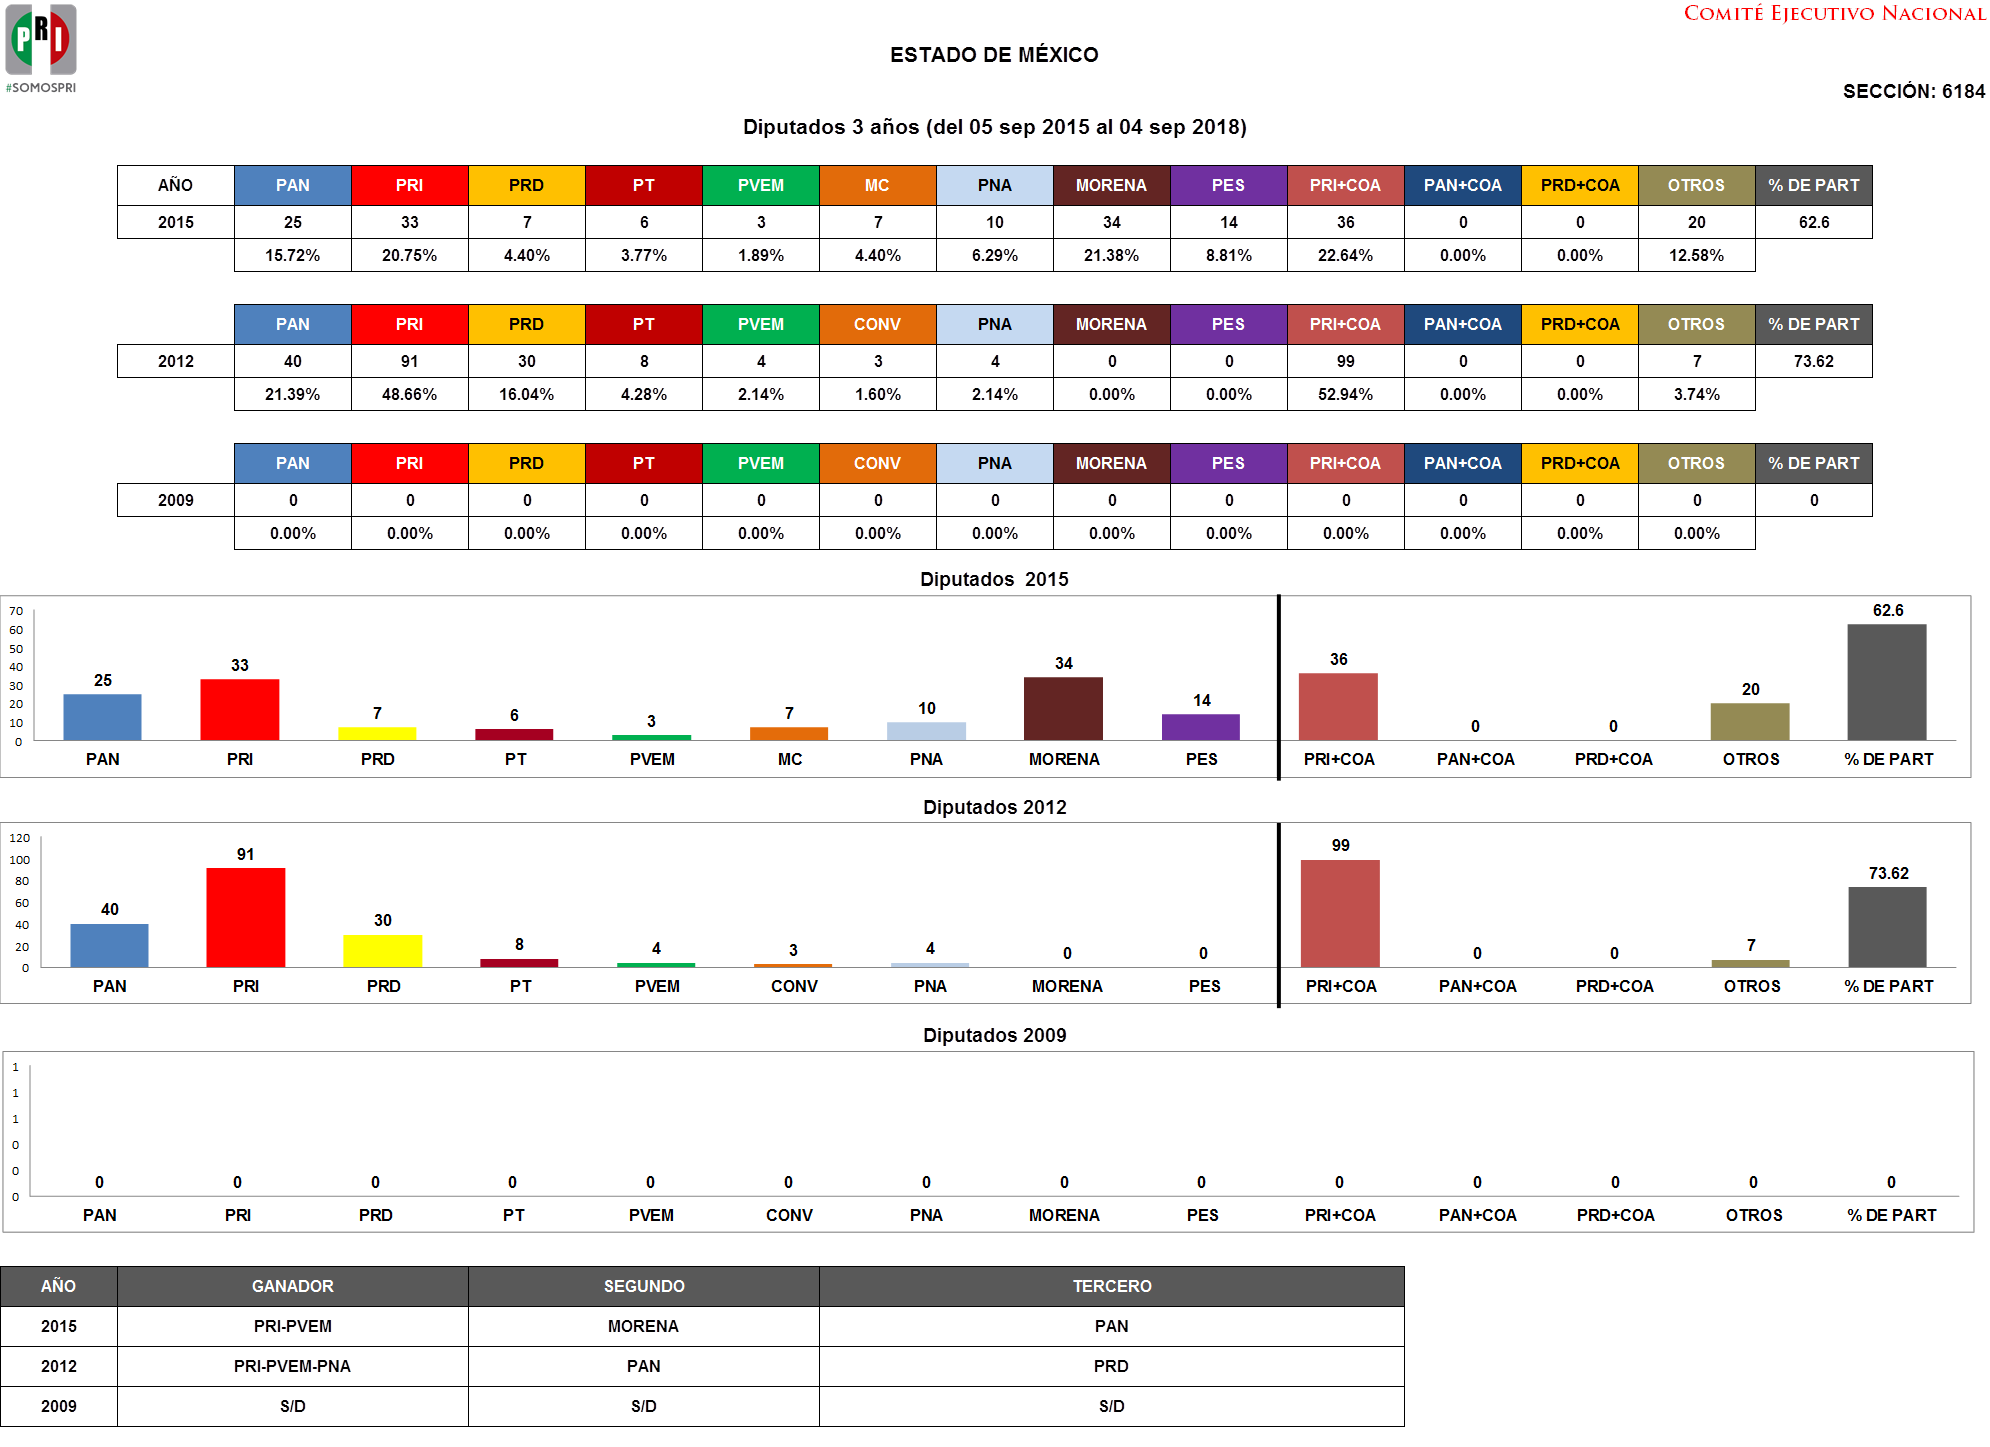 PRI
#SOMOSPRI
COMITÉ EJECUTIVO NACIONAL
ESTADO DE MÉXICO
SECCIÓN: 6184
Diputados 3 años (del 05 sep 2015 al 04 sep 2018)
AÑO PAN PRI PRD PT PVEM MC PNA MORENA PES PRI+COA PAN+COA PRD+COA OTROS % DE PART
2015 25 33 7 6 3 7 10 34 14 36 0 0 20 62.6
15.72% 20.75% 4.40% 3.77% 1.89% 4.40% 6.29% 21.38% 8.81% 22.64% 0.00% 0.00% 12.58%
PAN PRI PRD PT PVEM CONV PNA MORENA PES PRI+COA PAN+COA PRD+COA OTROS % DE PART
2012 40 91 30 8 4 3 4 0 0 99 0 0 7 73.62
21.39% 48.66% 16.04% 4.28% 2.14% 1.60% 2.14% 0.00% 0.00% 52.94% 0.00% 0.00% 3.74%
PAN PRI PRD PT PVEM CONV PNA MORENA PES PRI+COA PAN+COA PRD+COA OTROS % DE PART
2009 0 0 0 0 0 0 0 0 0 0 0 0 0 0
0.00% 0.00% 0.00% 0.00% 0.00% 0.00% 0.00% 0.00% 0.00% 0.00% 0.00% 0.00% 0.00%
Diputados 2015
70
60
50
40
30
20
10
0
25 33 7 6 3 7 10 34 14 36 0 0 20 62.6
PAN PRI PRD PT PVEM MC PNA MORENA PES PRI+COA PAN+COA PRD+COA OTROS % DE PART
Diputados 2012
120
100
80
60
40
20
0
40 91 30 8 4 3 4 0 0 99 0 0 7 73.62
PAN PRI PRD PT PVEM CONV PNA MORENA PES PRI+COA PAN+COA PRD+COA OTROS % DE PART
Diputados 2009
1
1
1
0
0
0
0 0 0 0 0 0 0 0 0 0 0 0 0 0
PAN PRI PRD PT PVEM CONV PNA MORENA PES PRI+COA PAN+COA PRD+COA OTROS % DE PART
AÑO GANADOR SEGUNDO TERCERO
2015 PRI-PVEM MORENA PAN
2012 PRI-PVEM-PNA PAN PRD
2009 S/D S/D S/D